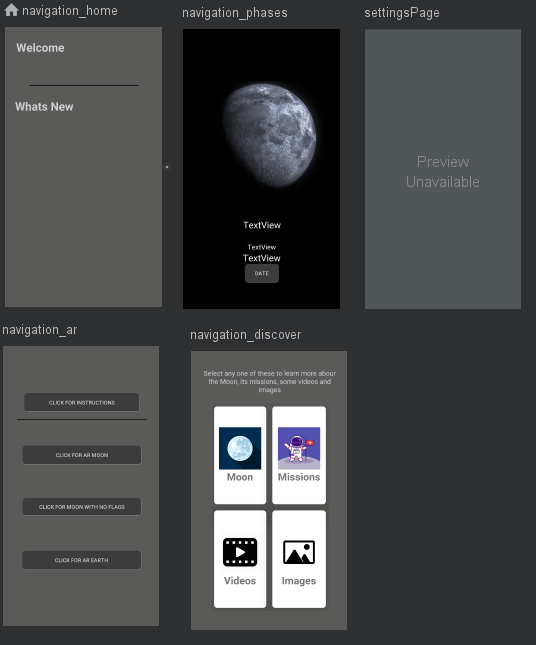 navigation_home
Welcome
Whats New
navigation_phases
TextView
TextView
TextView
DATE
settingsPage
Preview
Unavailable
navigation_ar
CLICK FOR INSTRUCTIONS
CLICK FOR AR MOON
CLICK FOR MOON WITH NO FLAGS
CLICK FOR AR EARTH
navigation_discover
Select any one of these to learn more abour
the Moon, its missions, some videos and
images
Moon
Missions
Videos
Images